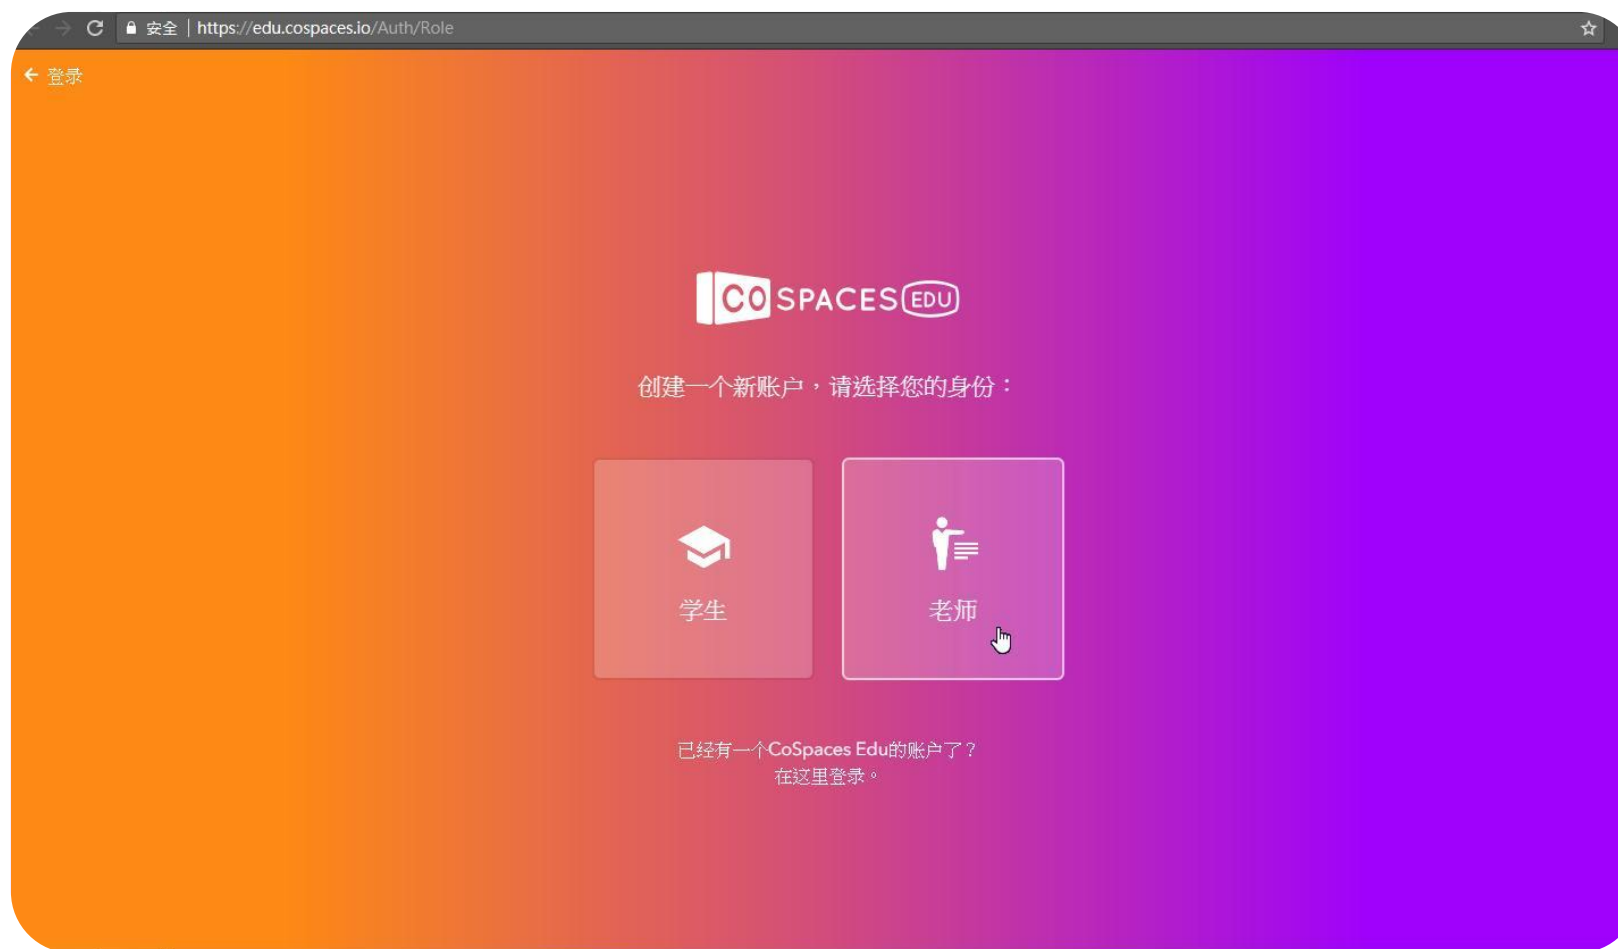 安全 | https://edu.cospaces.io/Auth/Role
登录
CO SPACES EDU
创建一个新账户，请选择您的身份：
学生
老师
已经有一个CoSpaces Edu的账户了？
在这里登录。